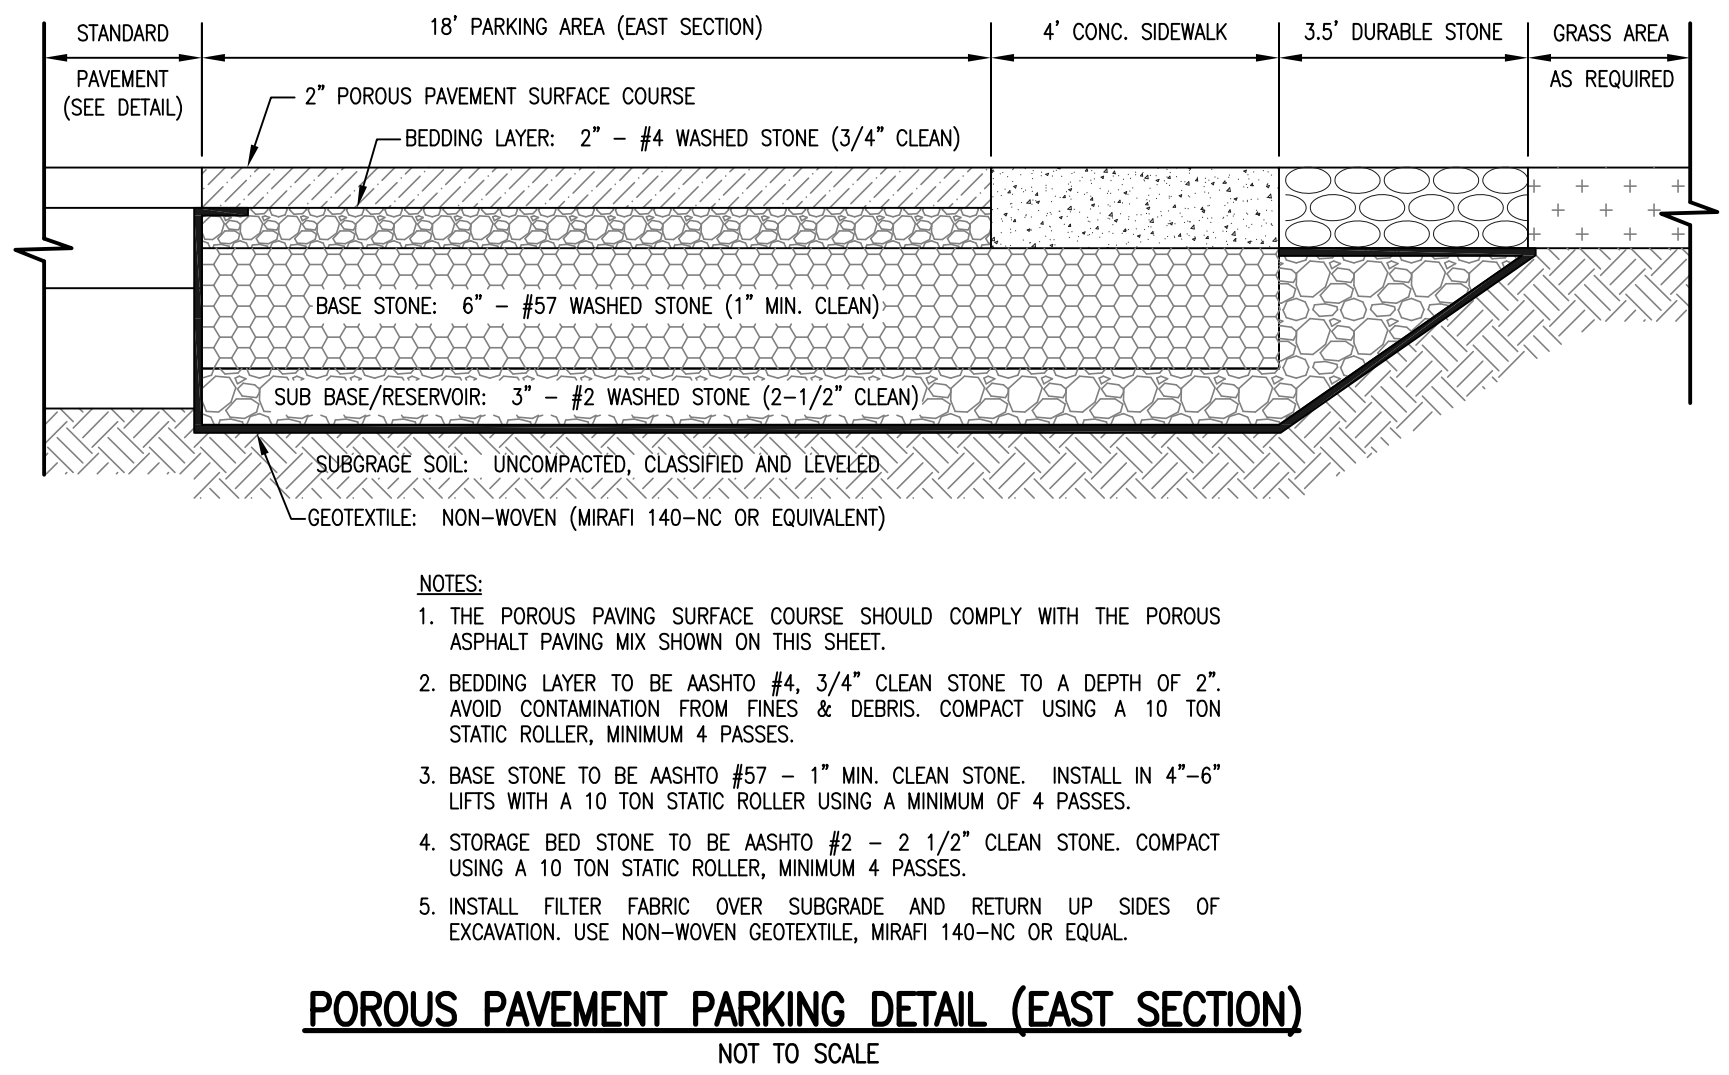 STANDARD
PAVEMENT
(SEE DETAIL)
18' PARKING AREA (EAST SECTION)
4' CONC. SIDEWALK
3.5' DURABLE STONE
GRASS AREA
AS REQUIRED
2" POROUS PAVEMENT SURFACE COURSE
BEDDING LAYER: 2" - #4 WASHED STONE (3/4" CLEAN)
BASE STONE: 6" - #57 WASHED STONE (1" MIN. CLEAN)
SUB BASE/RESERVOIR: 3" - #2 WASHED STONE (2-1/2" CLEAN)
SUBGRAGE SOIL: UNCOMPACTED, CLASSIFIED AND LEVELED
GEOTEXTILE: NON-WOVEN (MIRAFI 140-NC OR EQUIVALENT)
NOTES:
1. THE POROUS PAVING SURFACE COURSE SHOULD COMPLY WITH THE POROUS
ASPHALT PAVING MIX SHOWN ON THIS SHEET.
2. BEDDING LAYER TO BE AASHTO #4, 3/4" CLEAN STONE TO A DEPTH OF 2".
AVOID CONTAMINATION FROM FINES & DEBRIS. COMPACT USING A 10 TON
STATIC ROLLER, MINIMUM 4 PASSES.
3. BASE STONE TO BE AASHTO #57 - 1" MIN. CLEAN STONE. INSTALL IN 4"-6"
LIFTS WITH A 10 TON STATIC ROLLER USING A MINIMUM OF 4 PASSES.
4. STORAGE BED STONE TO BE AASHTO #2 - 2 1/2" CLEAN STONE. COMPACT
USING A 10 TON STATIC ROLLER, MINIMUM 4 PASSES.
5. INSTALL FILTER FABRIC OVER SUBGRADE AND RETURN UP SIDES OF
EXCAVATION. USE NON-WOVEN GEOTEXTILE, MIRAFI 140-NC OR EQUAL.
POROUS PAVEMENT PARKING DETAIL (EAST SECTION)
NOT TO SCALE